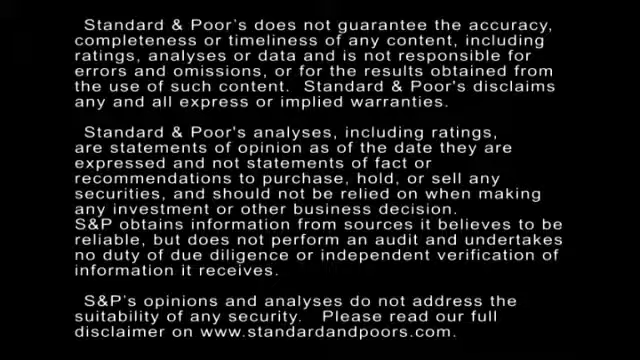 Standard & Poor's does not guarantee the accuracy,
completeness or timeliness of any content, including
ratings, analyses or data and is not responsible for
errors and omissions, or for the results obtained from
the use of such content.  Standard & Poor's disclaims
any and all express or implied warranties.
Standard & Poor's analyses, including ratings,
are statements of opinion as of the date they are
expressed and not statements of fact or
recommendations to purchase, hold, or sell any
securities, and should not be relied on when making
any investment or other business decision.
S&P obtains information from sources it believes to be
reliable, but does not perform an audit and undertakes
no duty of due diligence or independent verification of
information it receives.
S&P's opinions and analyses do not address the
suitability of any security.   Please read our full
disclaimer on www.standardandpoors.com.